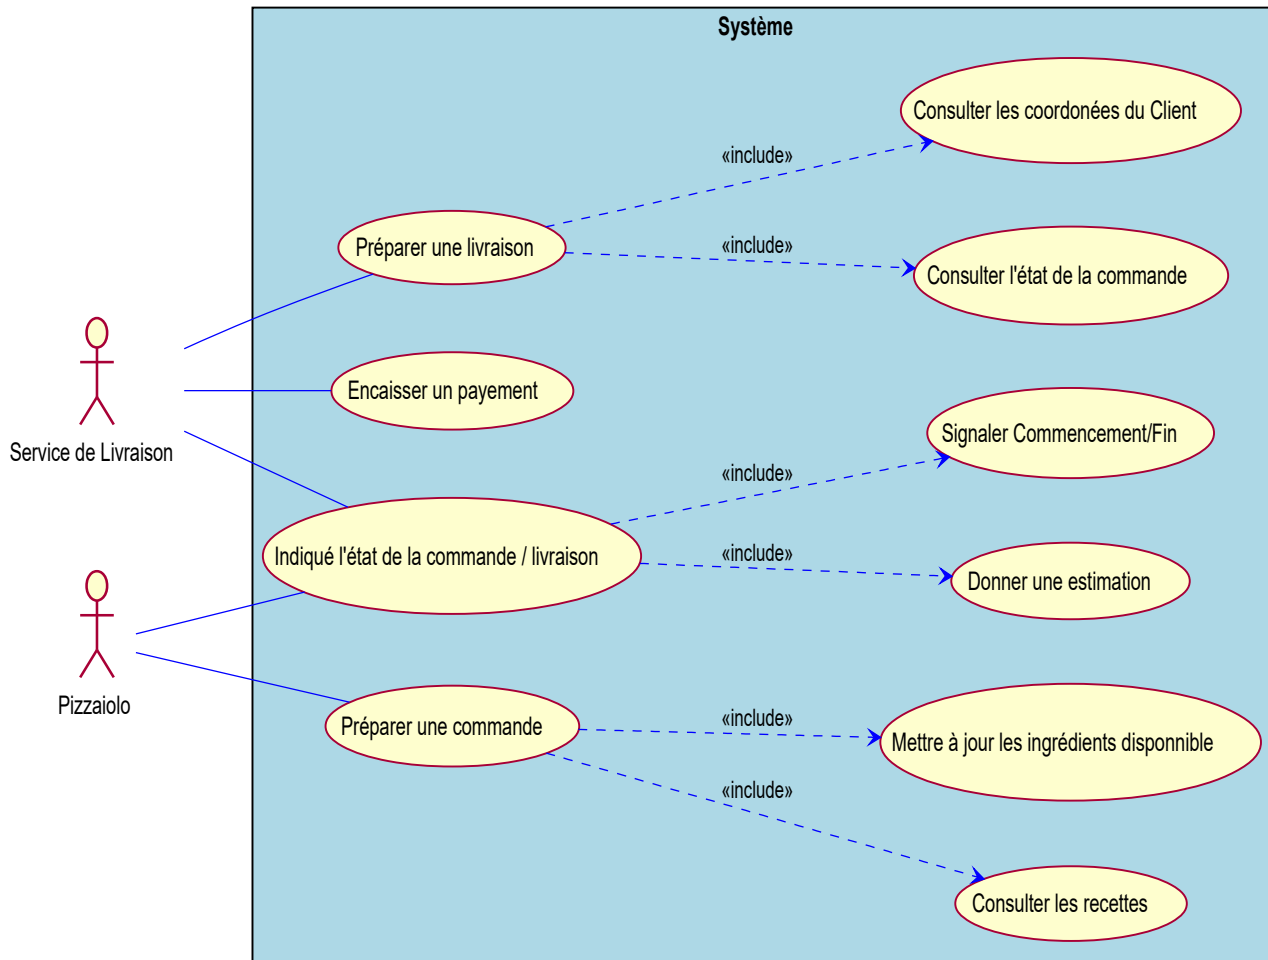 Système
Consulter les coordonées du Client
«include»
Préparer une livraison
«include»
Consulter l'état de la commande
Service de Livraison
Encaisser un payement
Signaler Commencement/Fin
«include»
Indiqué l'état de la commande / livraison
«include»
Donner une estimation
Pizzaiolo
Préparer une commande
«include»
Mettre à jour les ingrédients disponnible
«include»
Consulter les recettes